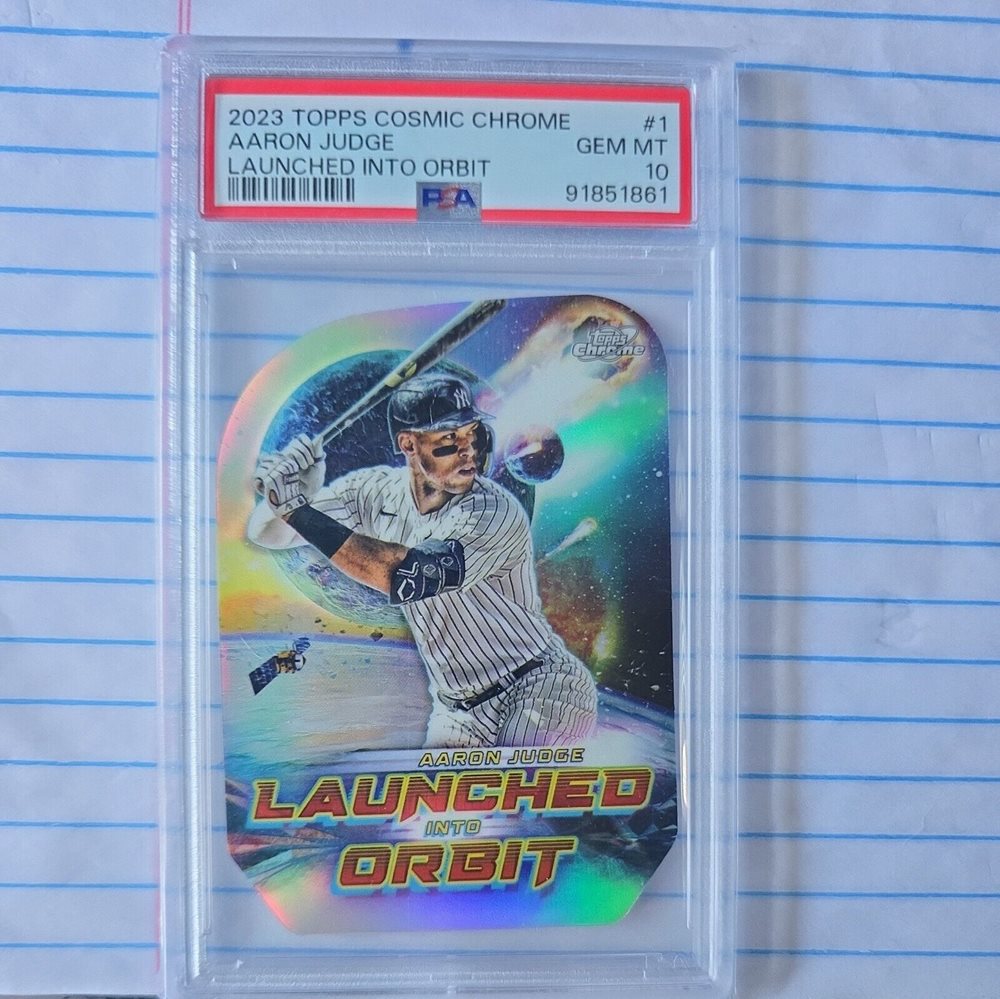 2023 TOPPS COSMIC CHROME #1
AARON JUDGE GEM MT
LAUNCHED INTO ORBIT 10
PSA 91851861
topps
Chrome
NY
AARON JUDGE
LAUNCHED
INTO
ORBIT